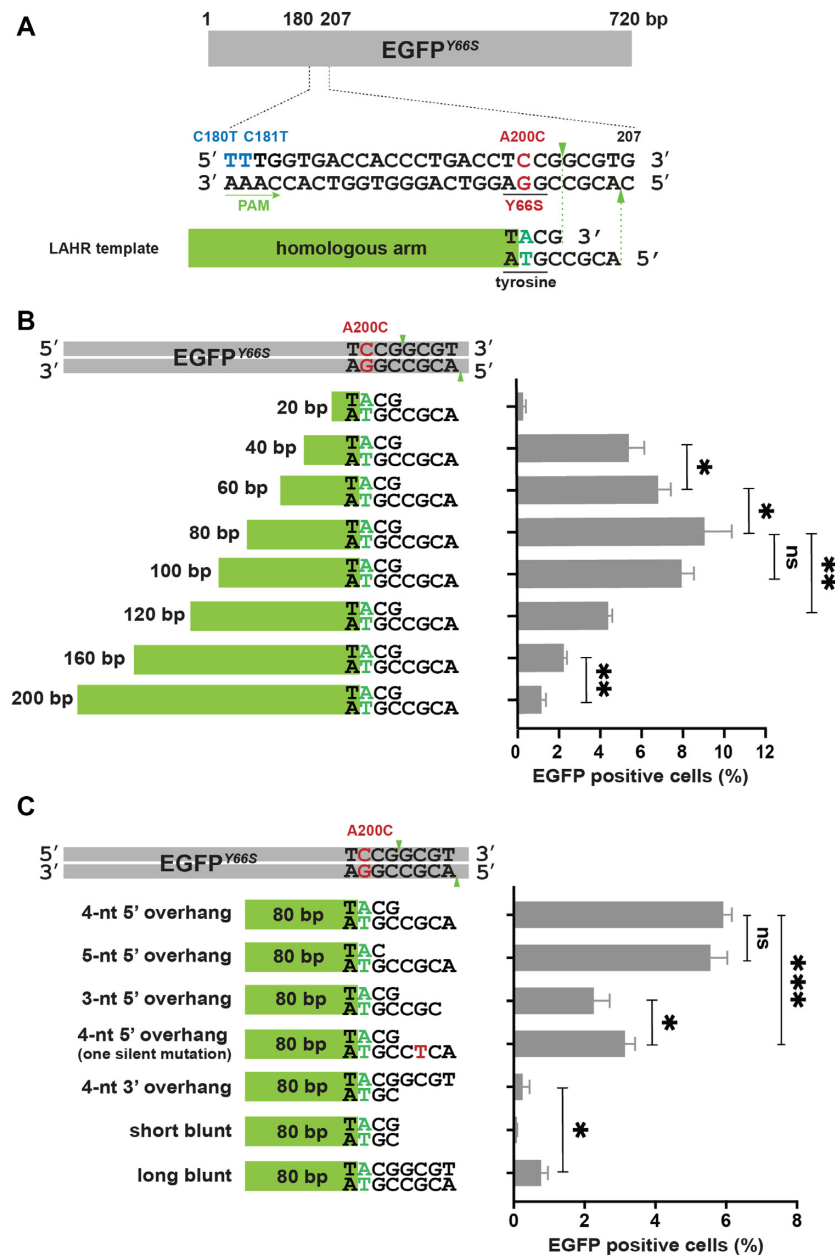 A
1 180 207 720 bp
EGFP Y66S
C180T C181T A200C 207
5′ TTTGGTGACCACCCTGACCTCCGGCGTG 3′
3′ AAACCACTGGTGGGACTGGAGGCCGCAC 5′
PAM Y66S
LAHR template homologous arm TACG 3′
ATGCCGCA 5′
tyrosine
B
A200C
5′ EGFP Y66S TCCGGCGT 3′
3′ AGGCCGCA 5′
20 bp TACG
ATGCCGCA
40 bp TACG
ATGCCGCA
60 bp TACG
ATGCCGCA
80 bp TACG
ATGCCGCA
100 bp TACG
ATGCCGCA
120 bp TACG
ATGCCGCA
160 bp TACG
ATGCCGCA
200 bp TACG
ATGCCGCA
*
*
ns
**
**
0 2 4 6 8 10 12
EGFP positive cells (%)
C
A200C
5′ EGFP Y66S TCCGGCGT 3′
3′ AGGCCGCA 5′
4-nt 5’ overhang 80 bp TACG
ATGCCGCA
5-nt 5’ overhang 80 bp TAC
ATGCCGCA
3-nt 5’ overhang 80 bp TACG
ATGCCGC
4-nt 5’ overhang 80 bp TACG
(one silent mutation) ATGCCTCA
4-nt 3’ overhang 80 bp TACGGCGT
ATGC
short blunt 80 bp TACG
ATGC
long blunt 80 bp TACGGCGT
ATGCCGCA
ns
***
*
*
0 2 4 6 8
EGFP positive cells (%)